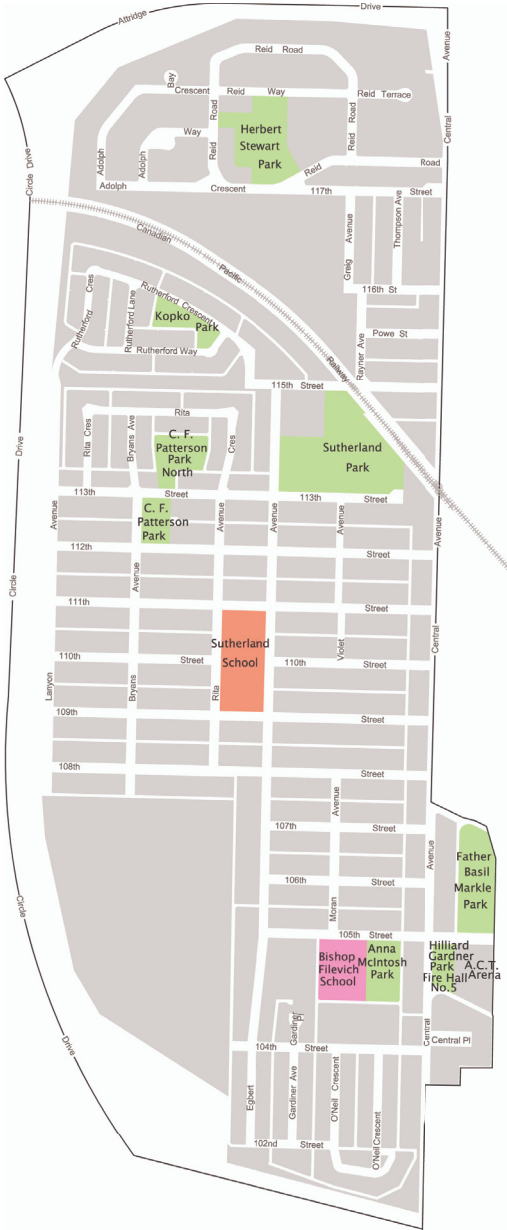 Attridge Drive
Reid Road
Bay
Crescent Reid Way
Reid Terrace
Avenue
Road
Road
Way
Herbert
Stewart
Park
Central
Adolph
Adolph
Reid
Reid
Road
Circle Drive
Adolph Crescent 117th Street
Canadian Pacific Railway
Greig Avenue
Thompson Ave
116th St
Rutherford Cres
Rutherford Lane
Rutherford Crescent
Kopko
Park
Rutherford Way
Powe St
Rayner Ave
115th Street
Rita
Rita Cres
Bryans Ave
Cres
C. F.
Patterson
Park
North
Sutherland
Park
Drive
113th Street
113th Street
C. F.
Patterson
Park
Avenue
Avenue
Avenue
Avenue
Avenue
112th Street
Avenue
Circle
111th Street
Sutherland
School
110th Street
110th Street
Violet
Central
Lanyon
Bryans
Rita
109th Street
108th Street
Avenue
107th Street
Avenue
106th Street
Moran
Father
Basil
Markle
Park
105th Street
Bishop
Filevich
School
Anna
McIntosh
Park
Hilliard
Gardner
Park
Fire Hall
No.5
A.C.T.
Arena
Circle
Gardiner Pl
Central
Central Pl
104th Street
Drive
Egbert
Gardiner Ave
O'Neil Crescent
O'Neil Crescent
102nd Street